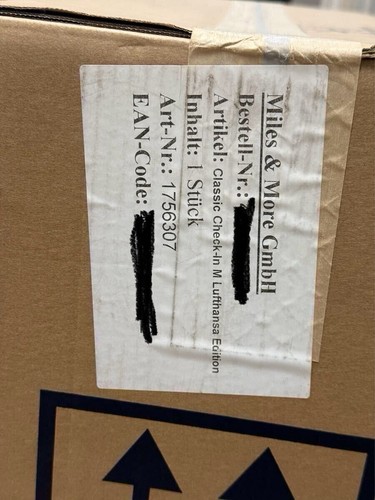 Miles & More GmbH
Bestell-Nr.:
Artikel: Classic Check-In M Lufthansa Edition
Inhalt: 1 Stück
Art-Nr.: 1756307
EAN-Code: